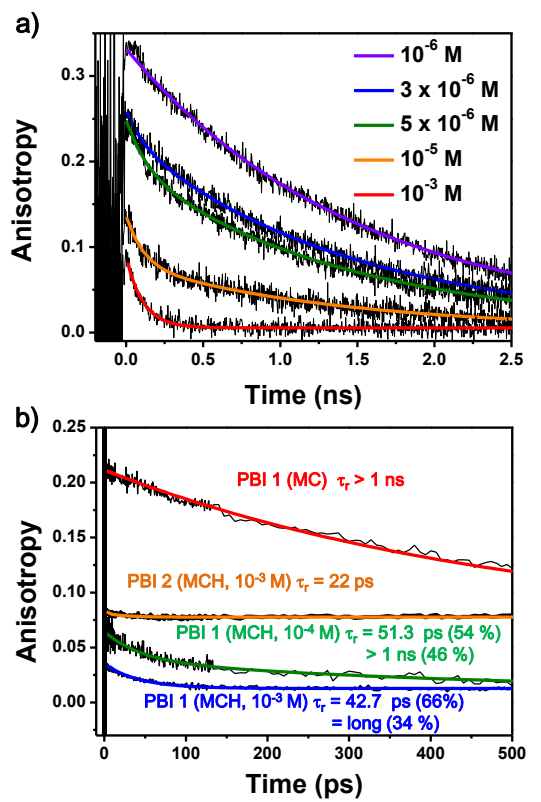 a)
0.3
0.2
0.1
0.0
Anisotropy
10⁻⁶ M
3 x 10⁻⁶ M
5 x 10⁻⁶ M
10⁻⁵ M
10⁻³ M
0.0 0.5 1.0 1.5 2.0 2.5
Time (ns)
b)
0.25
0.20
0.15
0.10
0.05
0.00
Anisotropy
PBI 1 (MC) τᵣ > 1 ns
PBI 2 (MCH, 10⁻³ M) τᵣ = 22 ps
PBI 1 (MCH, 10⁻⁴ M) τᵣ = 51.3 ps (54 %)
> 1 ns (46 %)
PBI 1 (MCH, 10⁻³ M) τᵣ = 42.7 ps (66%)
= long (34 %)
0 100 200 300 400 500
Time (ps)